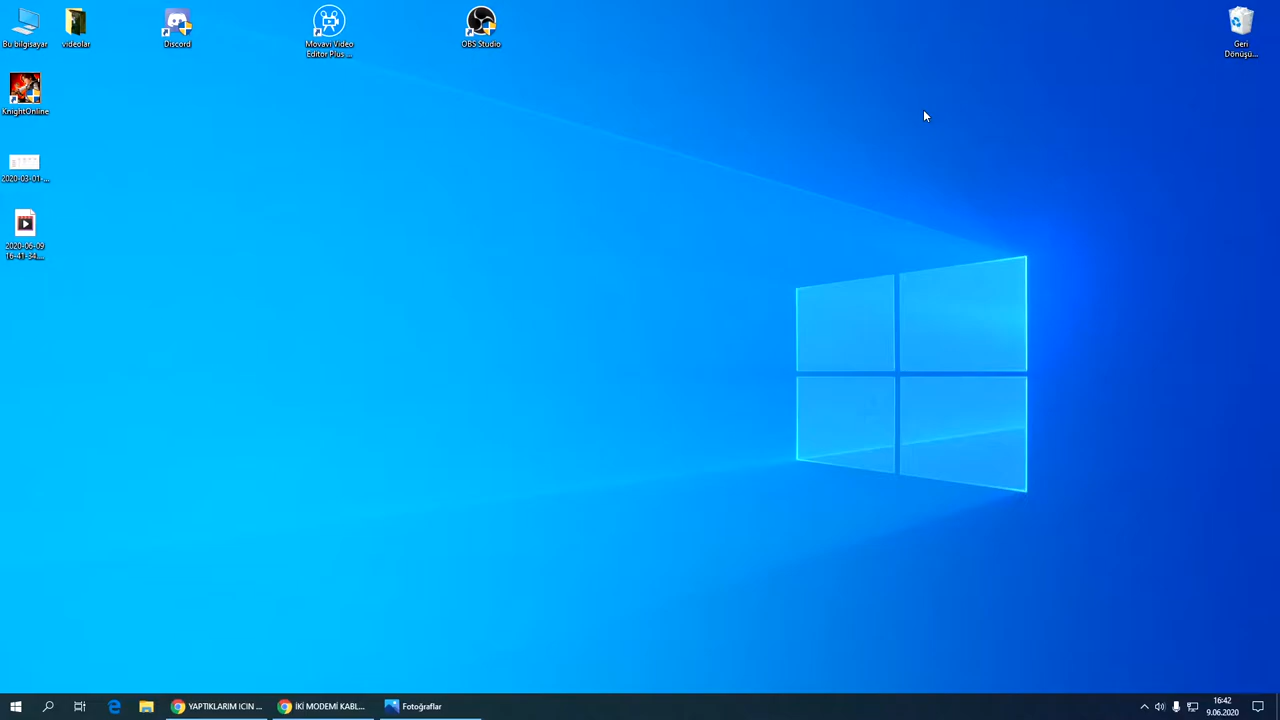 Bu bilgisayar
videolar
Discord
Movavi Video
Editor Plus ...
OBS Studio
Geri
Dönüşü...
KnightOnline
2020-03-01-...
2020-06-09
16-41-34....
YAPTIKLARIM ICIN ...
İKİ MODEMİ KABL...
Fotoğraflar
16:42
9.06.2020